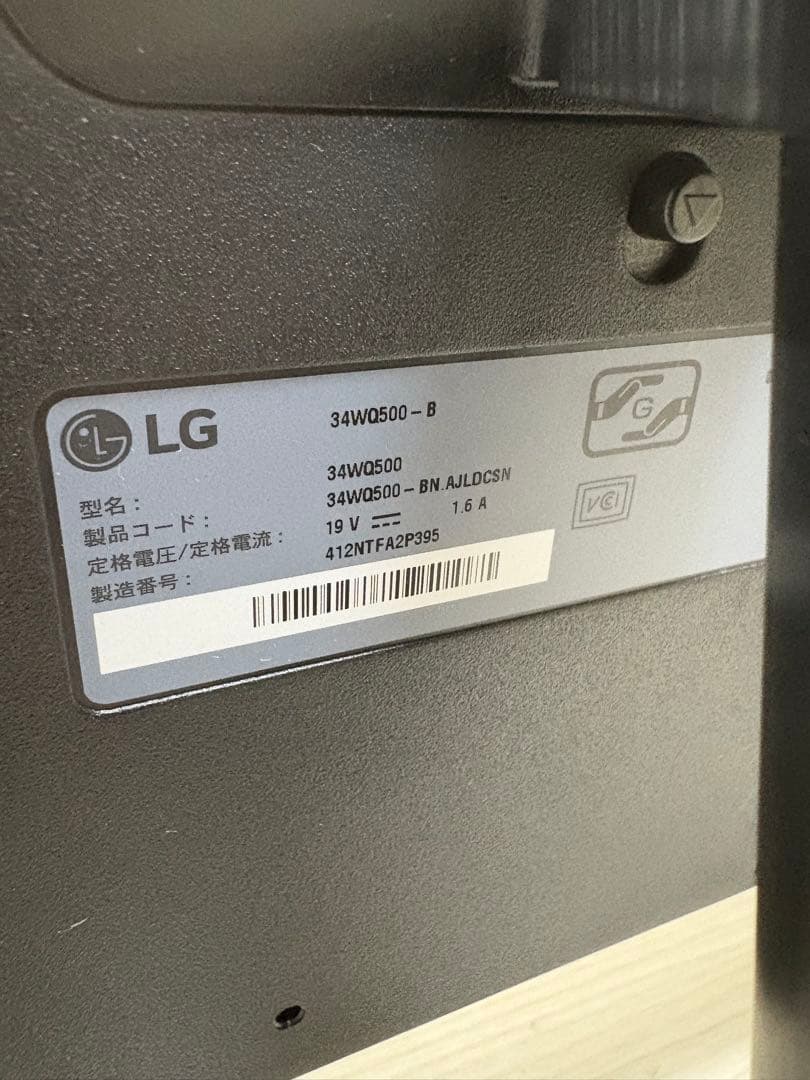 LG
34WQ500-B
型名: 34WQ500
製品コード: 34WQ500-BN.AJLDCSN
定格電圧/定格電流: 19 V ⎓ 1.6 A
製造番号: 412NTFA2P395
G
VCI